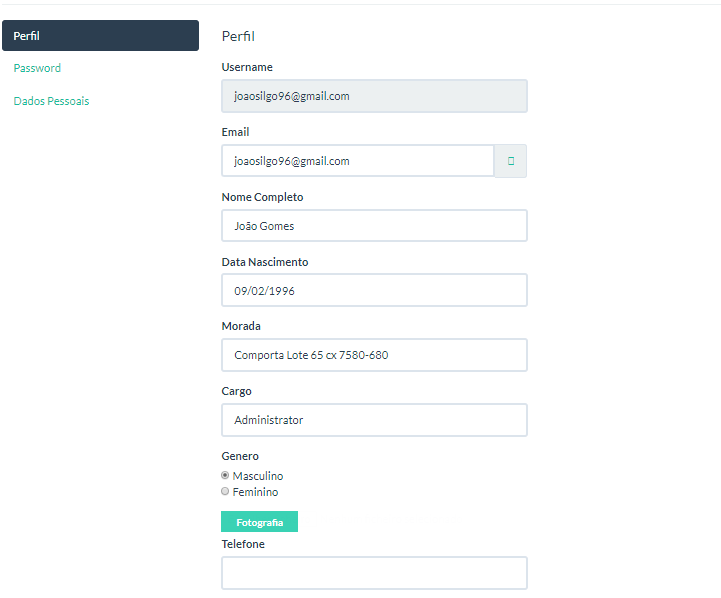 Perfil
Password
Dados Pessoais
Perfil
Username
joaosilgo96@gmail.com
Email
joaosilgo96@gmail.com
Nome Completo
João Gomes
Data Nascimento
09/02/1996
Morada
Comporta Lote 65 cx 7580-680
Cargo
Administrator
Genero
Masculino
Feminino
Fotografia
Telefone